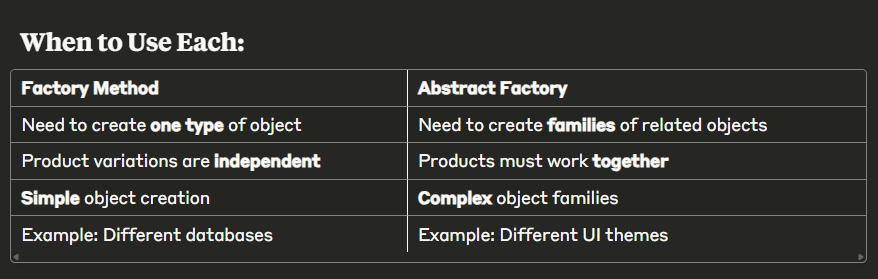 When to Use Each:
Factory Method
Abstract Factory
Need to create one type of object
Need to create families of related objects
Product variations are independent
Products must work together
Simple object creation
Complex object families
Example: Different databases
Example: Different UI themes